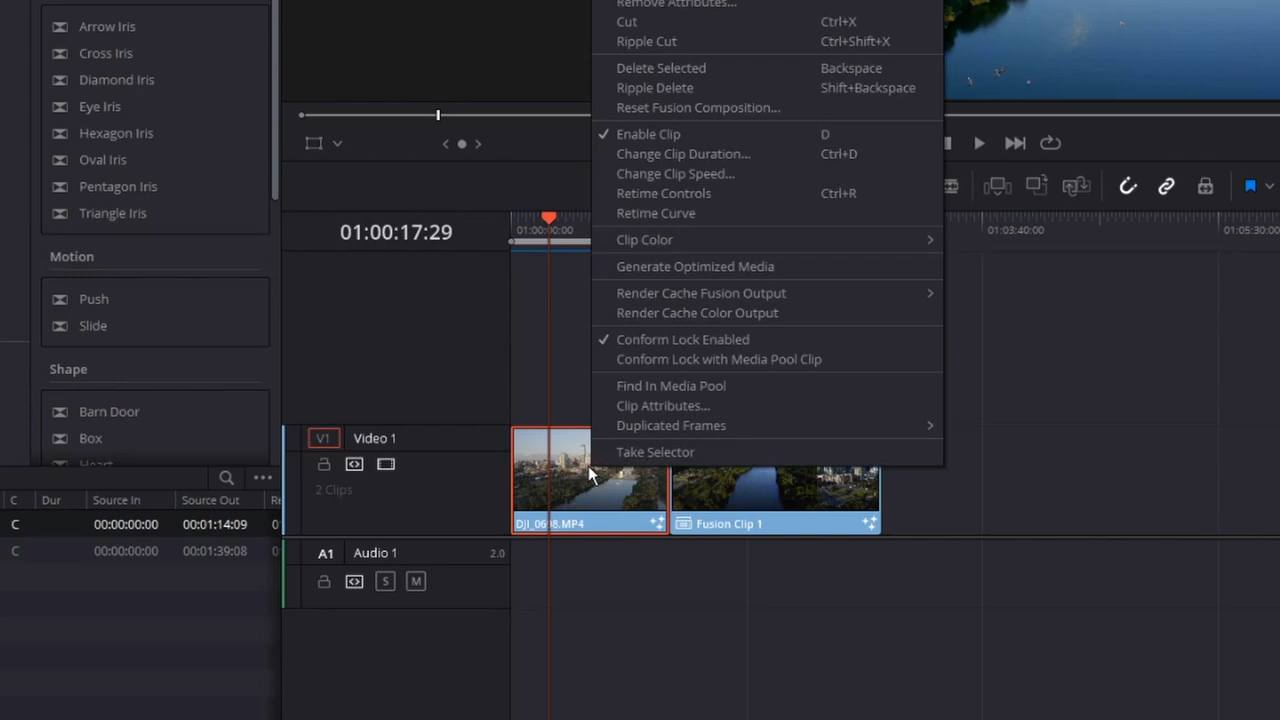 Arrow Iris
Cross Iris
Diamond Iris
Eye Iris
Hexagon Iris
Oval Iris
Pentagon Iris
Triangle Iris
Motion
Push
Slide
Shape
Barn Door
Box
Heart
Remove Attributes...
Cut Ctrl+X
Ripple Cut Ctrl+Shift+X
Delete Selected Backspace
Ripple Delete Shift+Backspace
Reset Fusion Composition...
Enable Clip D
Change Clip Duration... Ctrl+D
Change Clip Speed...
Retime Controls Ctrl+R
Retime Curve
Clip Color
Generate Optimized Media
Render Cache Fusion Output
Render Cache Color Output
Conform Lock Enabled
Conform Lock with Media Pool Clip
Find In Media Pool
Clip Attributes...
Duplicated Frames
Take Selector
01:00:17:29
01:00:00:00
01:03:40:00
01:05:30:00
V1 Video 1
2 Clips
DJI_0698.MP4
Fusion Clip 1
A1 Audio 1 2.0
S M
C Dur Source In Source Out
C 00:00:00:00 00:01:14:09
C 00:00:00:00 00:01:39:08